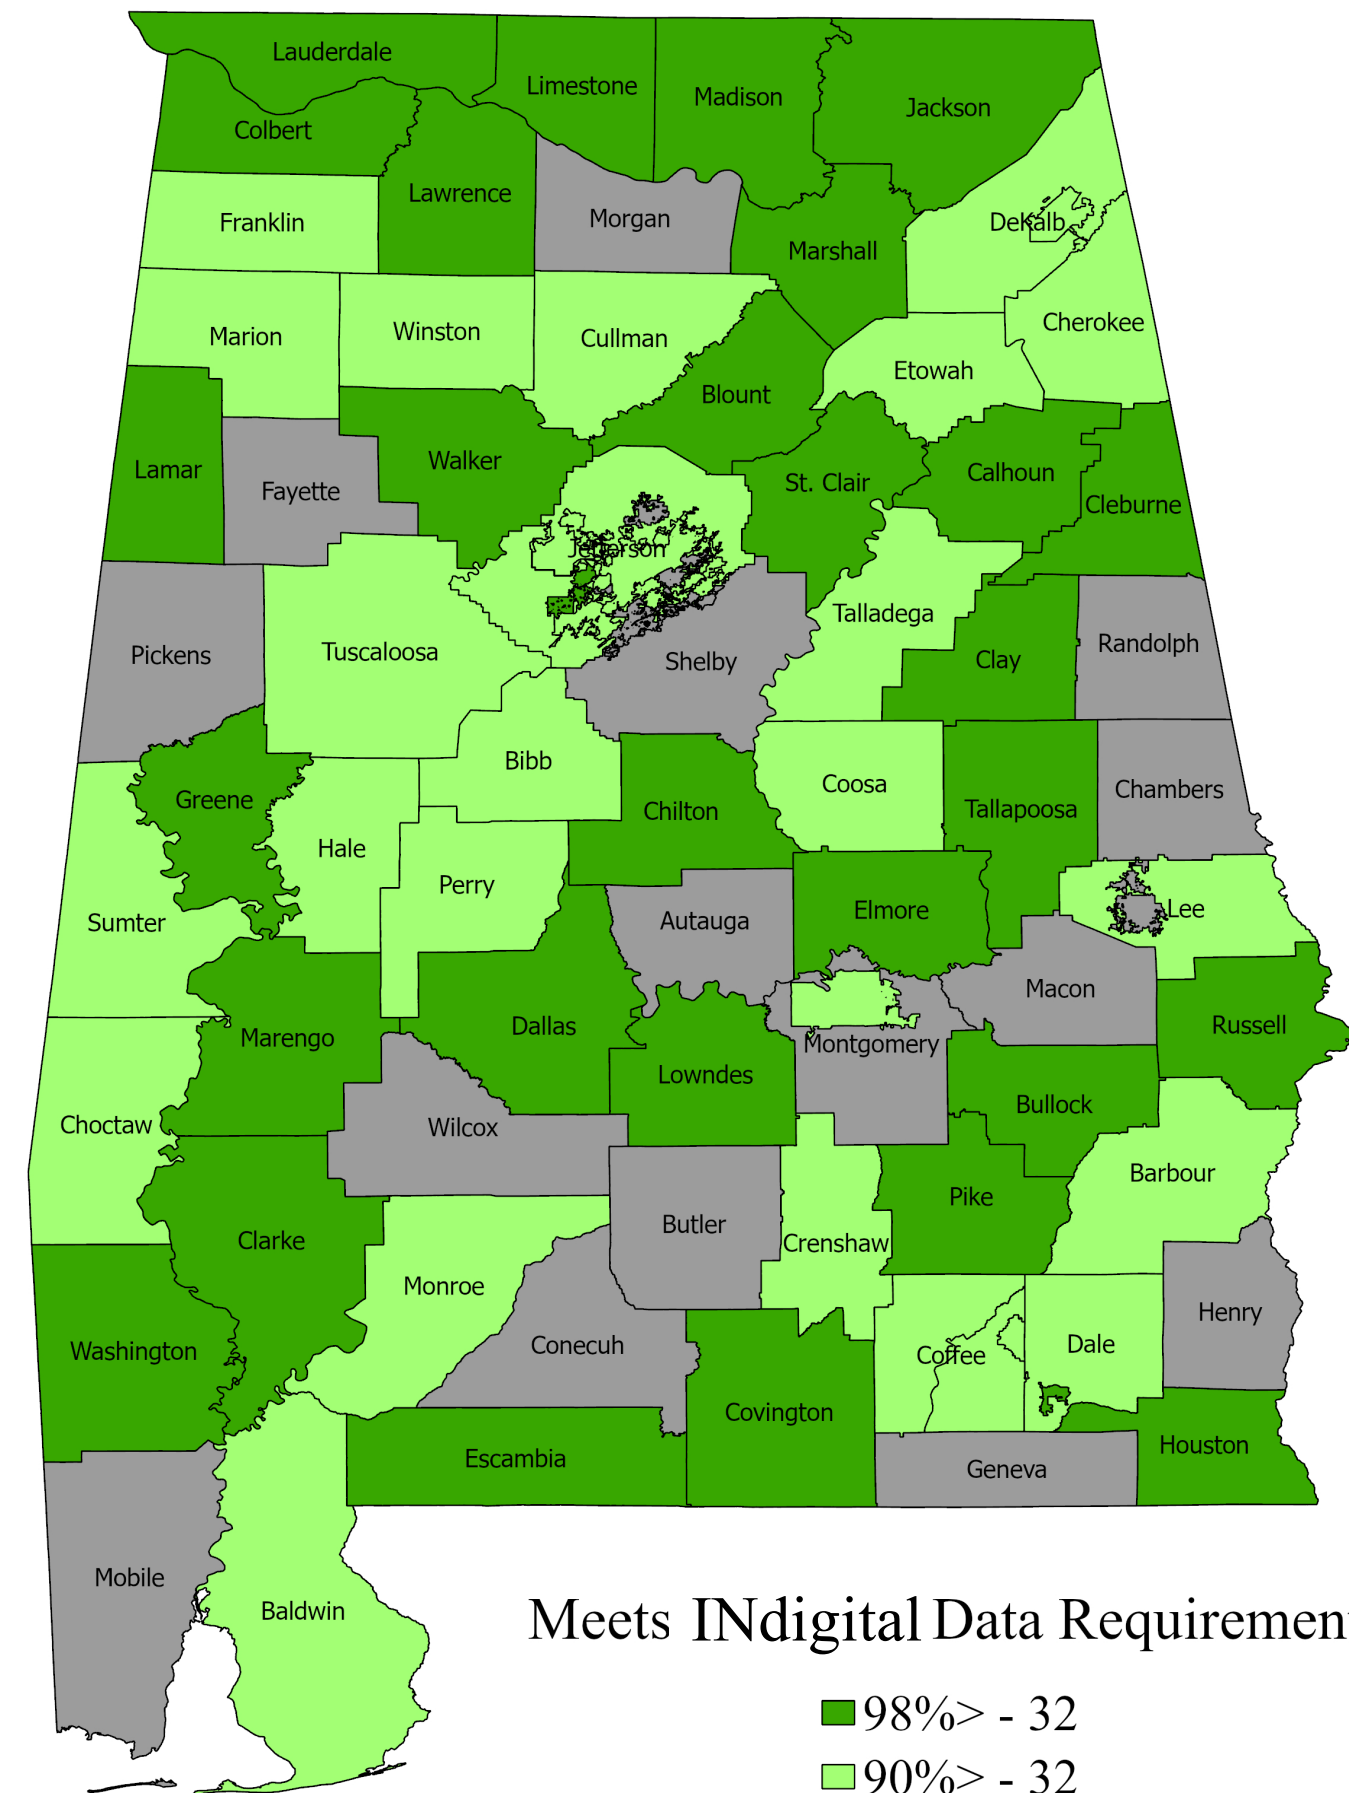 Lauderdale
Limestone
Madison
Jackson
Colbert
Lawrence
Franklin
Morgan
DeKalb
Marshall
Marion
Winston
Cullman
Cherokee
Etowah
Blount
Lamar
Walker
Fayette
St. Clair
Calhoun
Cleburne
Jefferson
Talladega
Pickens
Tuscaloosa
Shelby
Clay
Randolph
Bibb
Greene
Coosa
Chambers
Chilton
Tallapoosa
Hale
Perry
Sumter
Autauga
Elmore
Lee
Macon
Marengo
Dallas
Russell
Montgomery
Lowndes
Bullock
Choctaw
Wilcox
Barbour
Pike
Butler
Clarke
Crenshaw
Monroe
Henry
Washington
Conecuh
Coffee
Dale
Covington
Escambia
Houston
Geneva
Mobile
Baldwin
Meets INdigital Data Requiremen
98%> - 32
90%> - 32